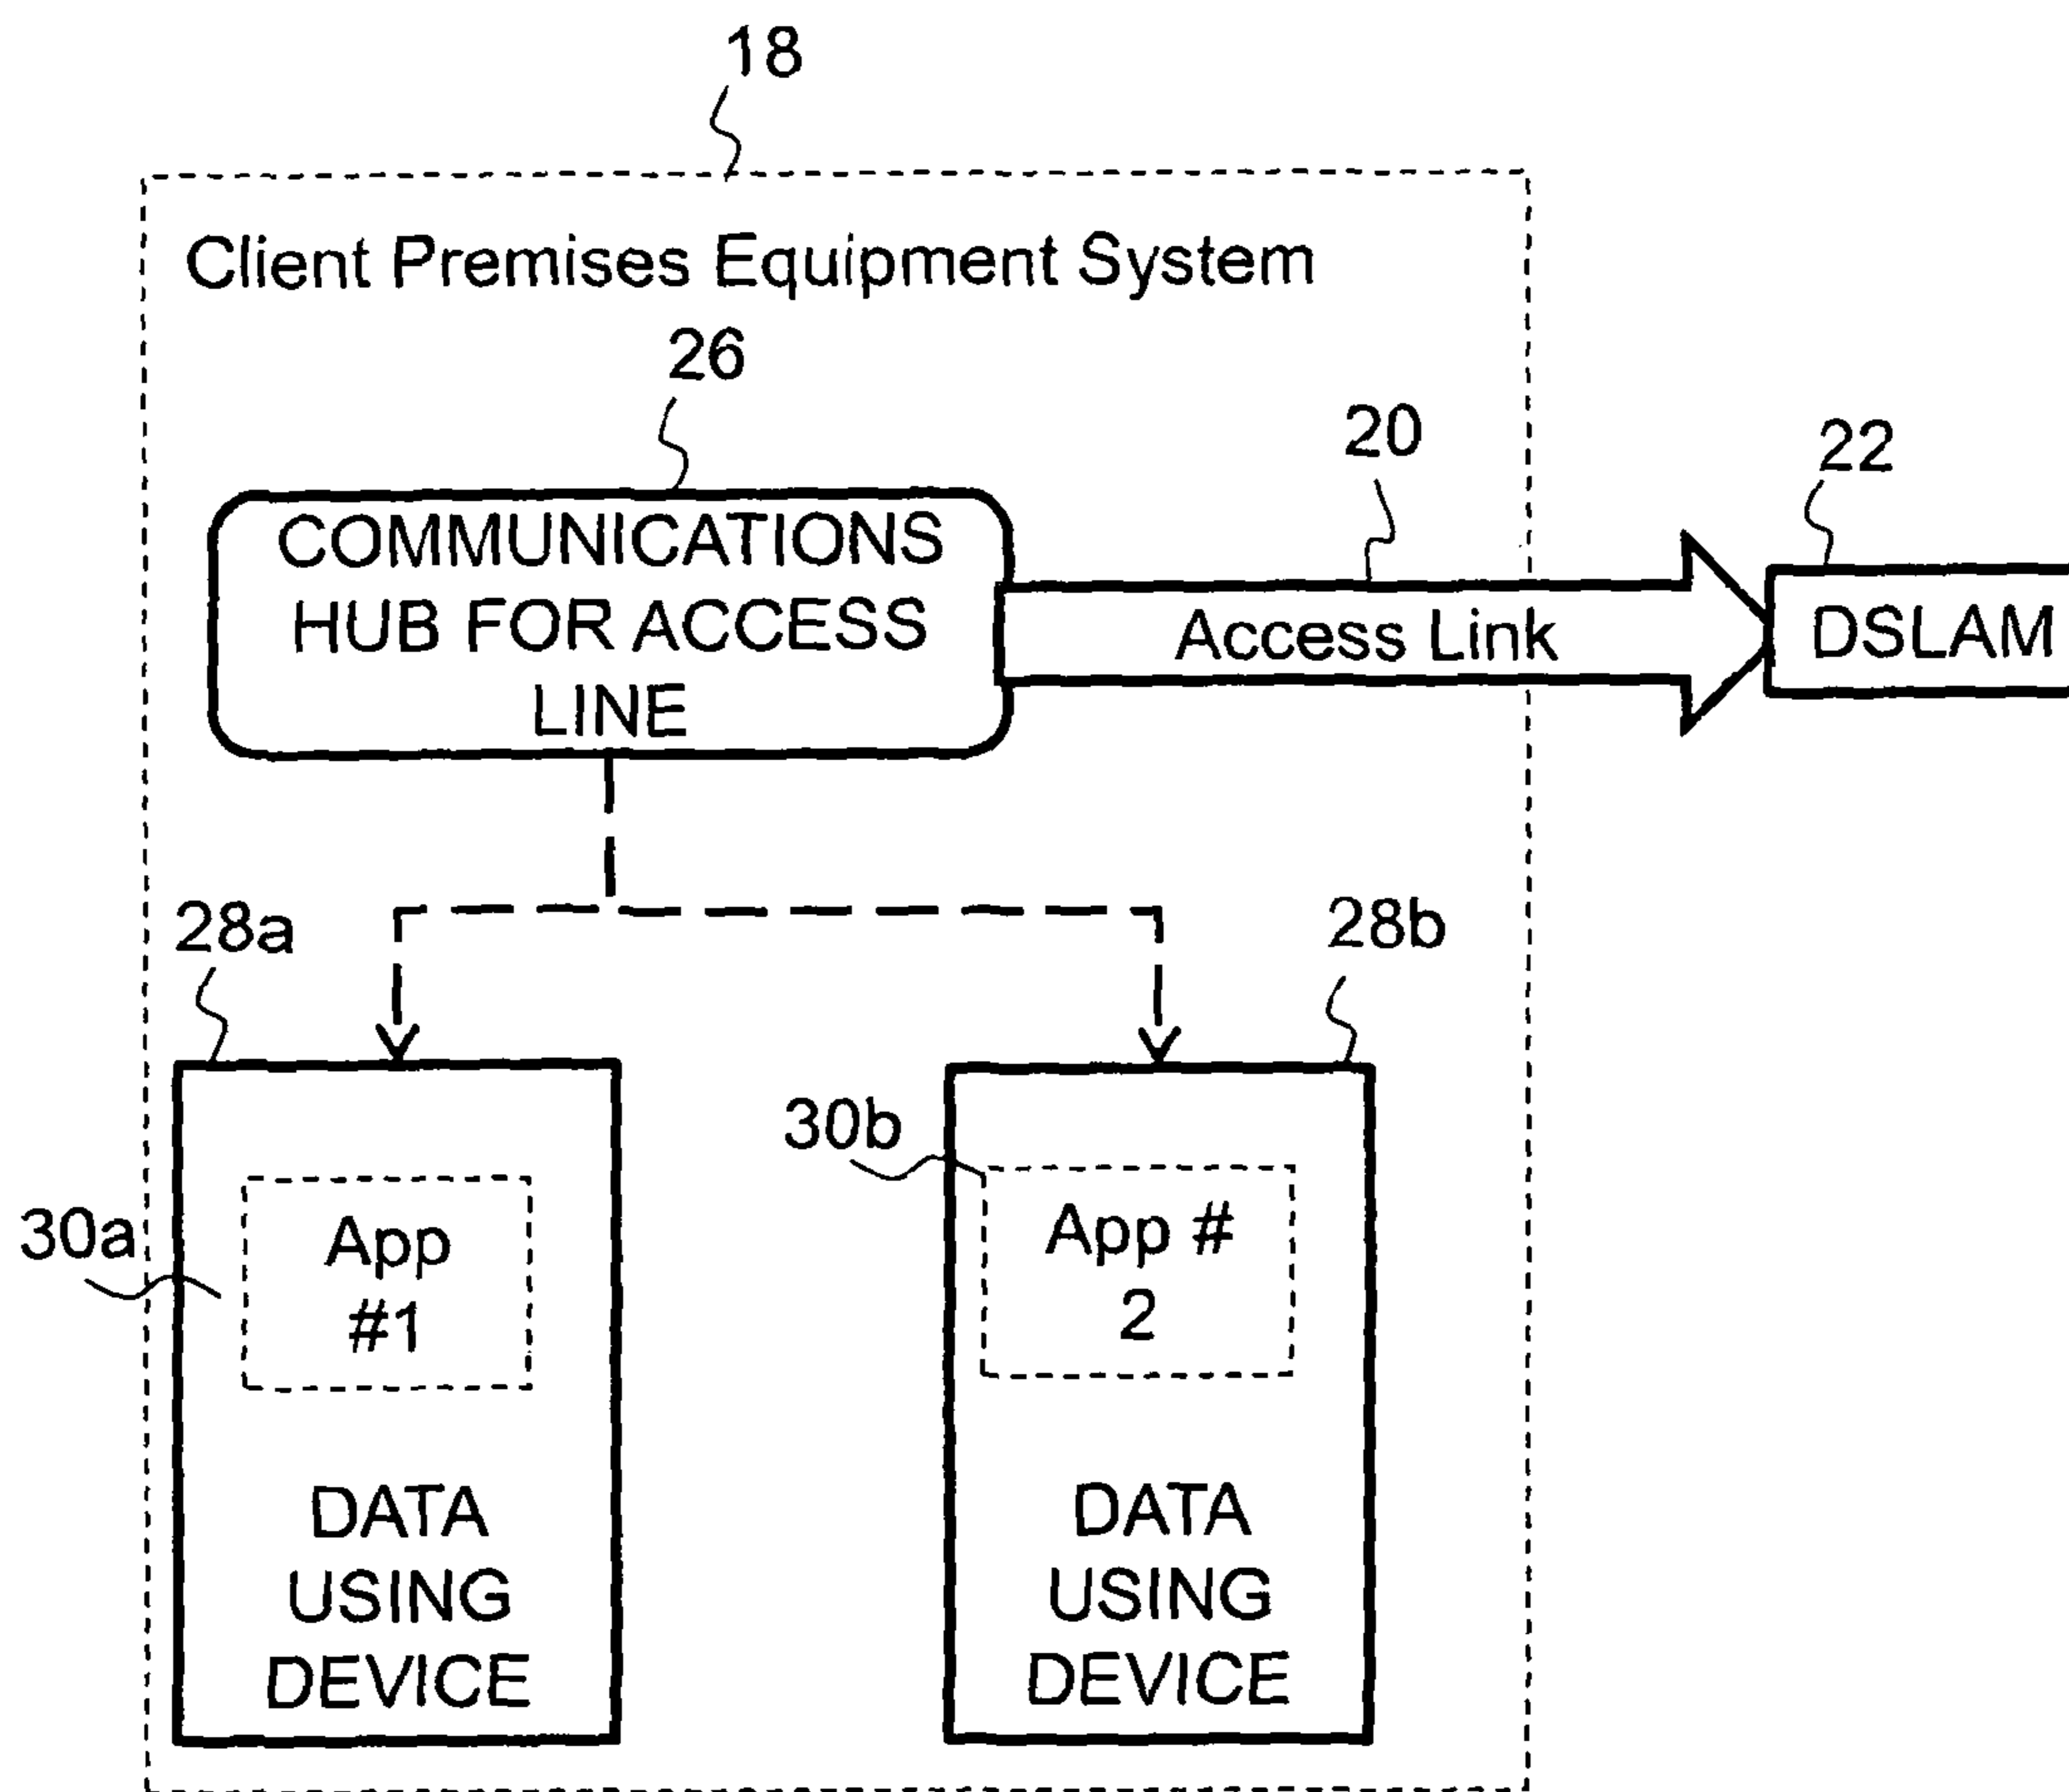 18
Client Premises Equipment System
26
20
22
COMMUNICATIONS
HUB FOR ACCESS
LINE
Access Link
DSLAM
28a
28b
30a
App
#1
DATA
USING
DEVICE
30b
App #
2
DATA
USING
DEVICE